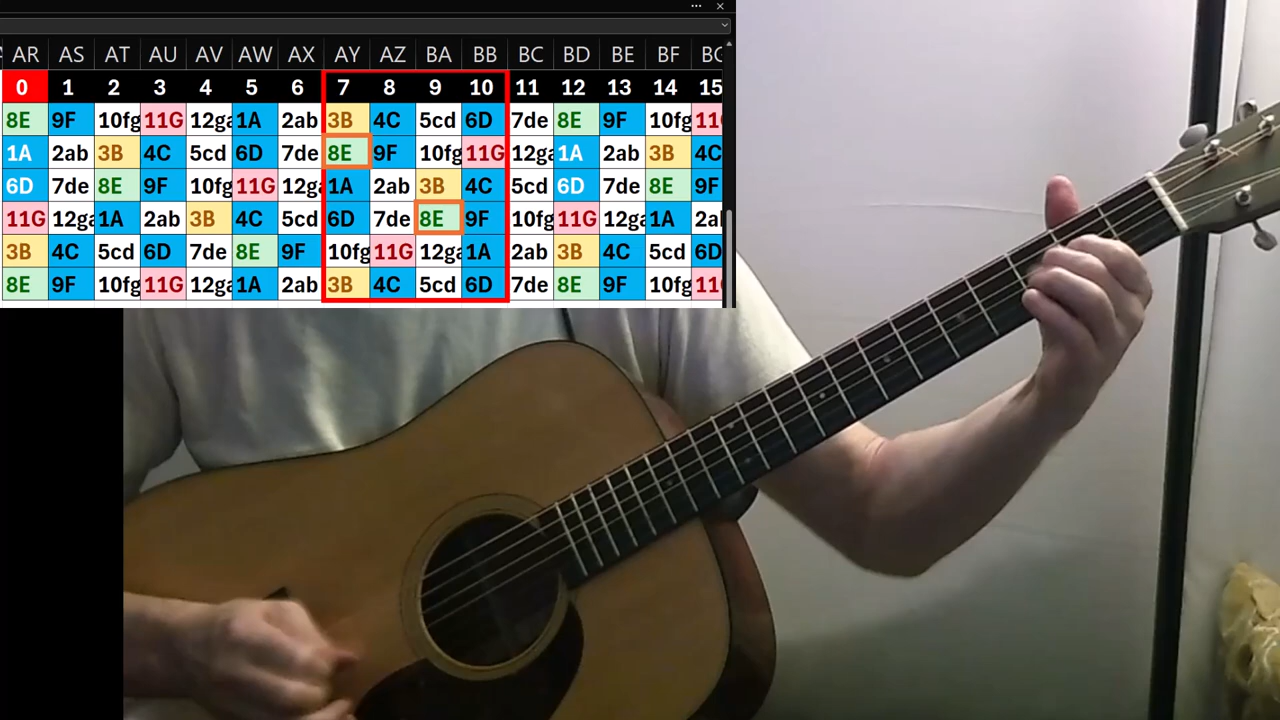 AR AS AT AU AV AW AX AY AZ BA BB BC BD BE BF
0 1 2 3 4 5 6 7 8 9 10 11 12 13 14 15
8E 9F 10fg 11G 12ga 1A 2ab 3B 4C 5cd 6D 7de 8E 9F 10fg 11
1A 2ab 3B 4C 5cd 6D 7de 8E 9F 10fg 11G 12ga 1A 2ab 3B 4C
6D 7de 8E 9F 10fg 11G 12ga 1A 2ab 3B 4C 5cd 6D 7de 8E 9F
11G 12ga 1A 2ab 3B 4C 5cd 6D 7de 8E 9F 10fg 11G 12ga 1A 2a
3B 4C 5cd 6D 7de 8E 9F 10fg 11G 12ga 1A 2ab 3B 4C 5cd 6D
8E 9F 10fg 11G 12ga 1A 2ab 3B 4C 5cd 6D 7de 8E 9F 10fg 11